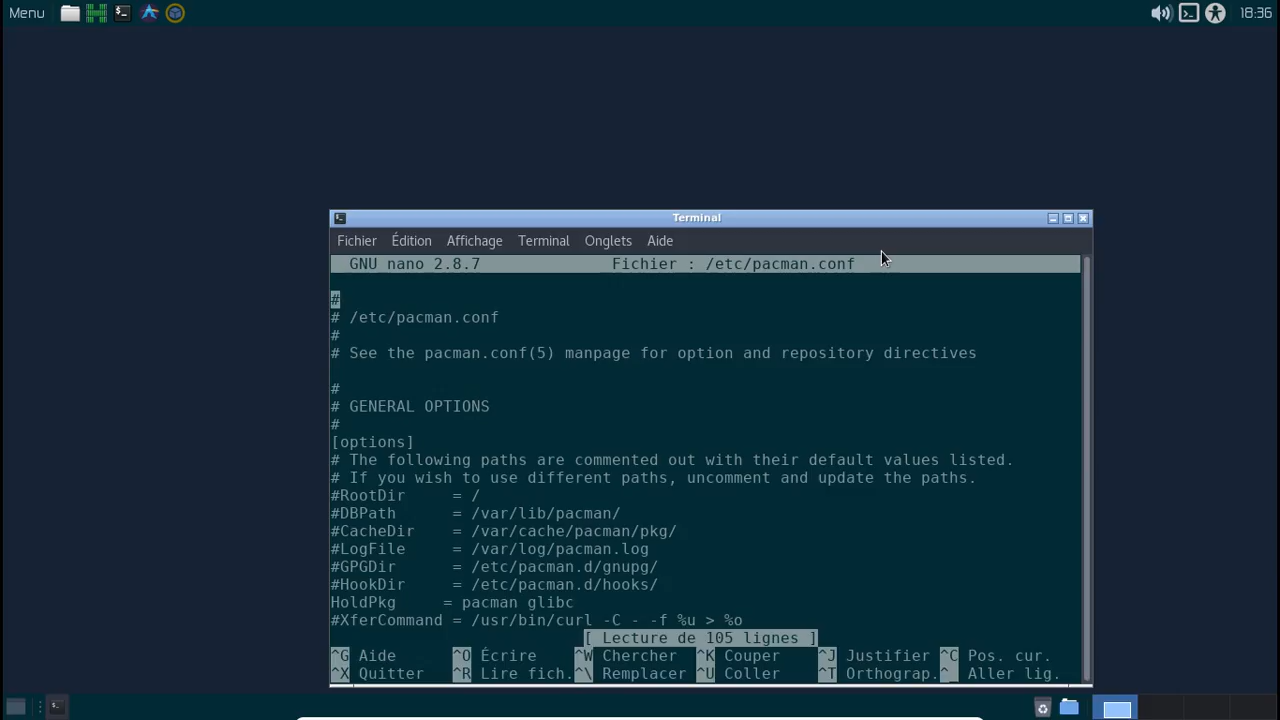 Menu
18:36
Terminal
Fichier Édition Affichage Terminal Onglets Aide
GNU nano 2.8.7 Fichier : /etc/pacman.conf
#
# /etc/pacman.conf
#
# See the pacman.conf(5) manpage for option and repository directives
#
# GENERAL OPTIONS
#
[options]
# The following paths are commented out with their default values listed.
# If you wish to use different paths, uncomment and update the paths.
#RootDir     = /
#DBPath      = /var/lib/pacman/
#CacheDir    = /var/cache/pacman/pkg/
#LogFile     = /var/log/pacman.log
#GPGDir      = /etc/pacman.d/gnupg/
#HookDir     = /etc/pacman.d/hooks/
HoldPkg     = pacman glibc
#XferCommand = /usr/bin/curl -C - -f %u > %o
[ Lecture de 105 lignes ]
^G Aide ^O Écrire ^W Chercher ^K Couper ^J Justifier ^C Pos. cur.
^X Quitter ^R Lire fich. ^\ Remplacer ^U Coller ^T Orthograp. ^_ Aller lig.